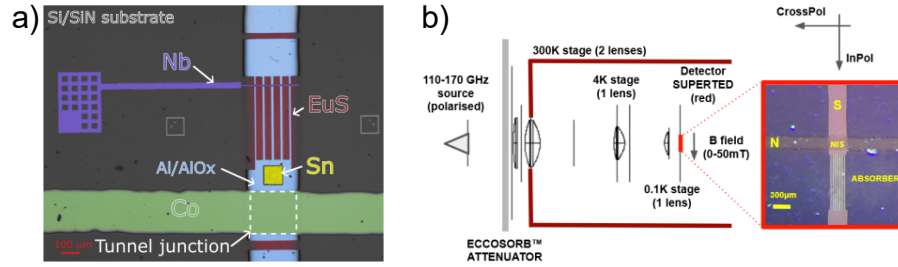 a)
Si/SiN substrate
Nb
EuS
Al/AlOx
Sn
Co
100 μm
Tunnel junction
b)
CrossPol
InPol
300K stage (2 lenses)
110-170 GHz
source
(polarised)
4K stage
(1 lens)
Detector
SUPERTED
(red)
B field
(0-50mT)
0.1K stage
(1 lens)
ECCOSORB™
ATTENUATOR
S
N
N/S
ABSORBER
300μm